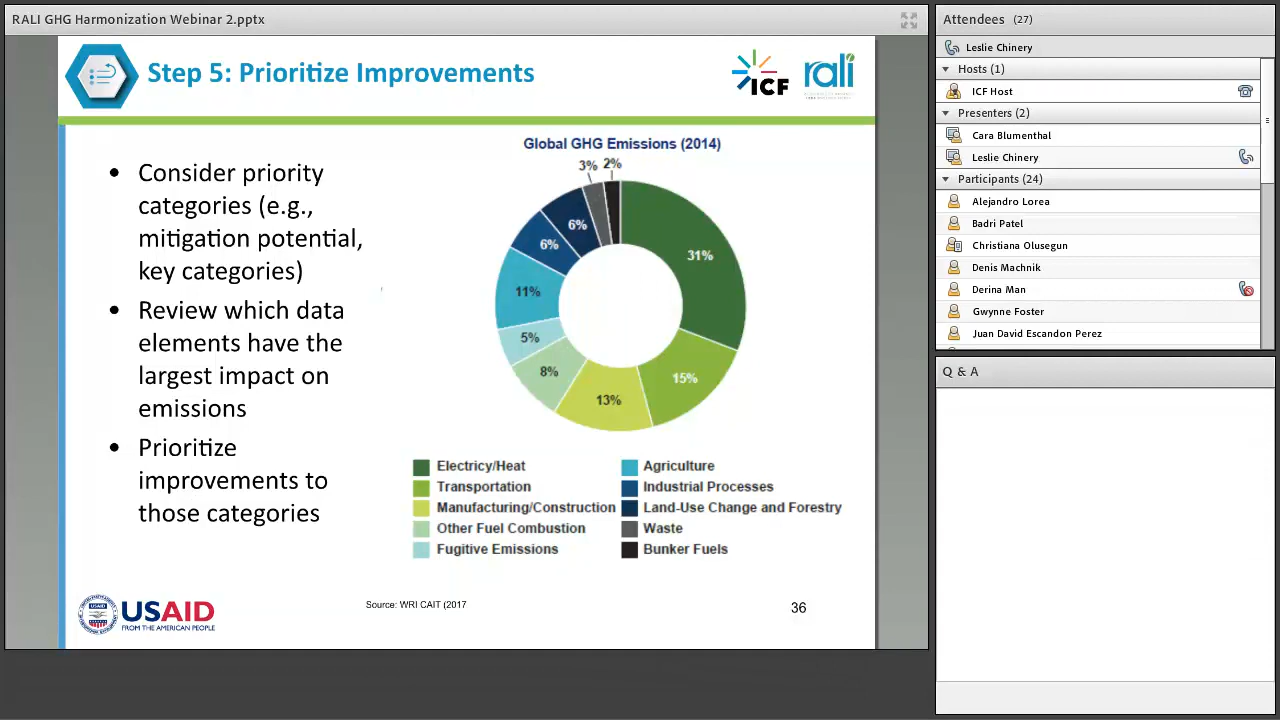 RALI GHG Harmonization Webinar 2.pptx
Step 5: Prioritize Improvements
ICF
rali
• Consider priority
categories (e.g.,
mitigation potential,
key categories)
• Review which data
elements have the
largest impact on
emissions
• Prioritize
improvements to
those categories
Global GHG Emissions (2014)
3% 2%
6%
31%
6%
11%
5%
8%
15%
13%
Electricity/Heat
Transportation
Manufacturing/Construction
Other Fuel Combustion
Fugitive Emissions
Agriculture
Industrial Processes
Land-Use Change and Forestry
Waste
Bunker Fuels
USAID
FROM THE AMERICAN PEOPLE
Source: WRI CAIT (2017
36
Attendees (27)
Leslie Chinery
Hosts (1)
ICF Host
Presenters (2)
Cara Blumenthal
Leslie Chinery
Participants (24)
Alejandro Lorea
Badri Patel
Christiana Olusegun
Denis Machnik
Derina Man
Gwynne Foster
Juan David Escandon Perez
Q & A